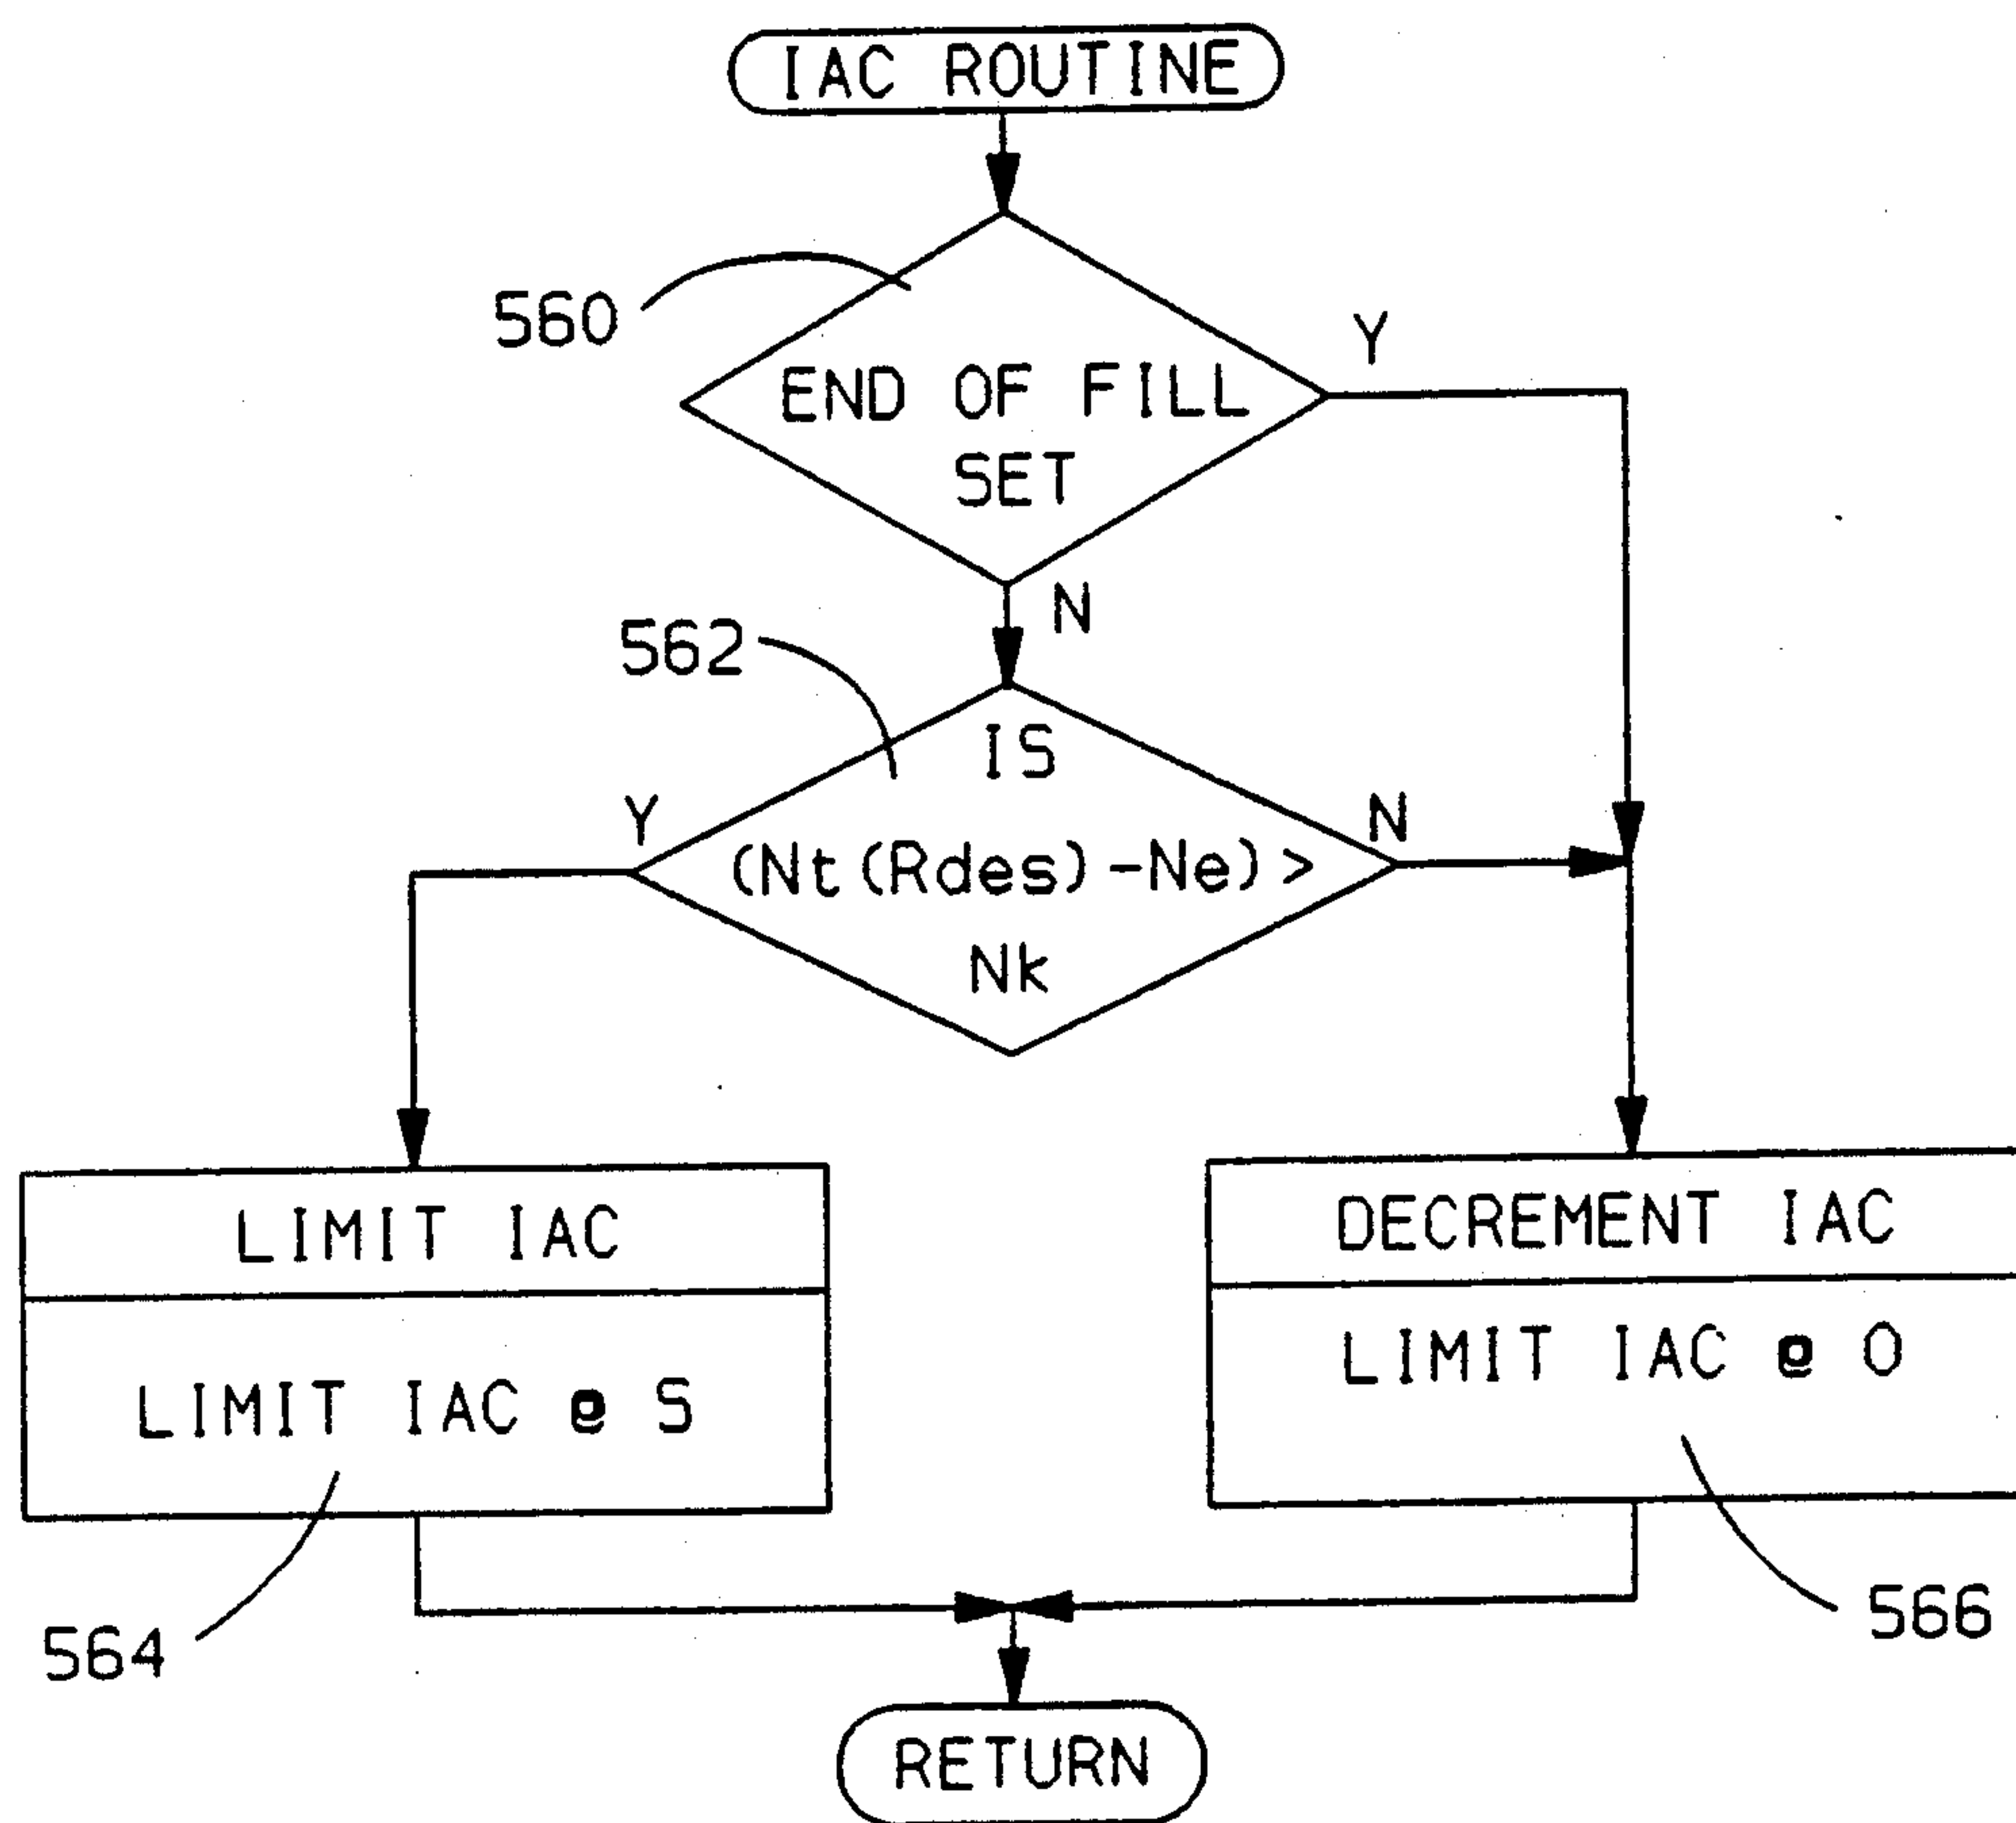 IAC ROUTINE
560
Y
END OF FILL
SET
N
562
IS
Y
N
(Nt(Rdes)-Ne)>
Nk
LIMIT IAC
LIMIT IAC @ S
DECREMENT IAC
LIMIT IAC @ 0
564
566
RETURN